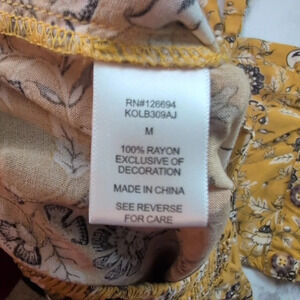 RN#126694
KOLB309AJ
M
100% RAYON
EXCLUSIVE OF
DECORATION
MADE IN CHINA
SEE REVERSE
FOR CARE